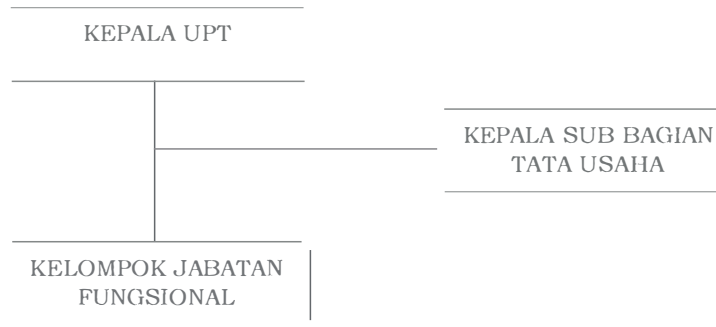 KEPALA UPT
KEPALA SUB BAGIAN
TATA USAHA
KELOMPOK JABATAN
FUNGSIONAL